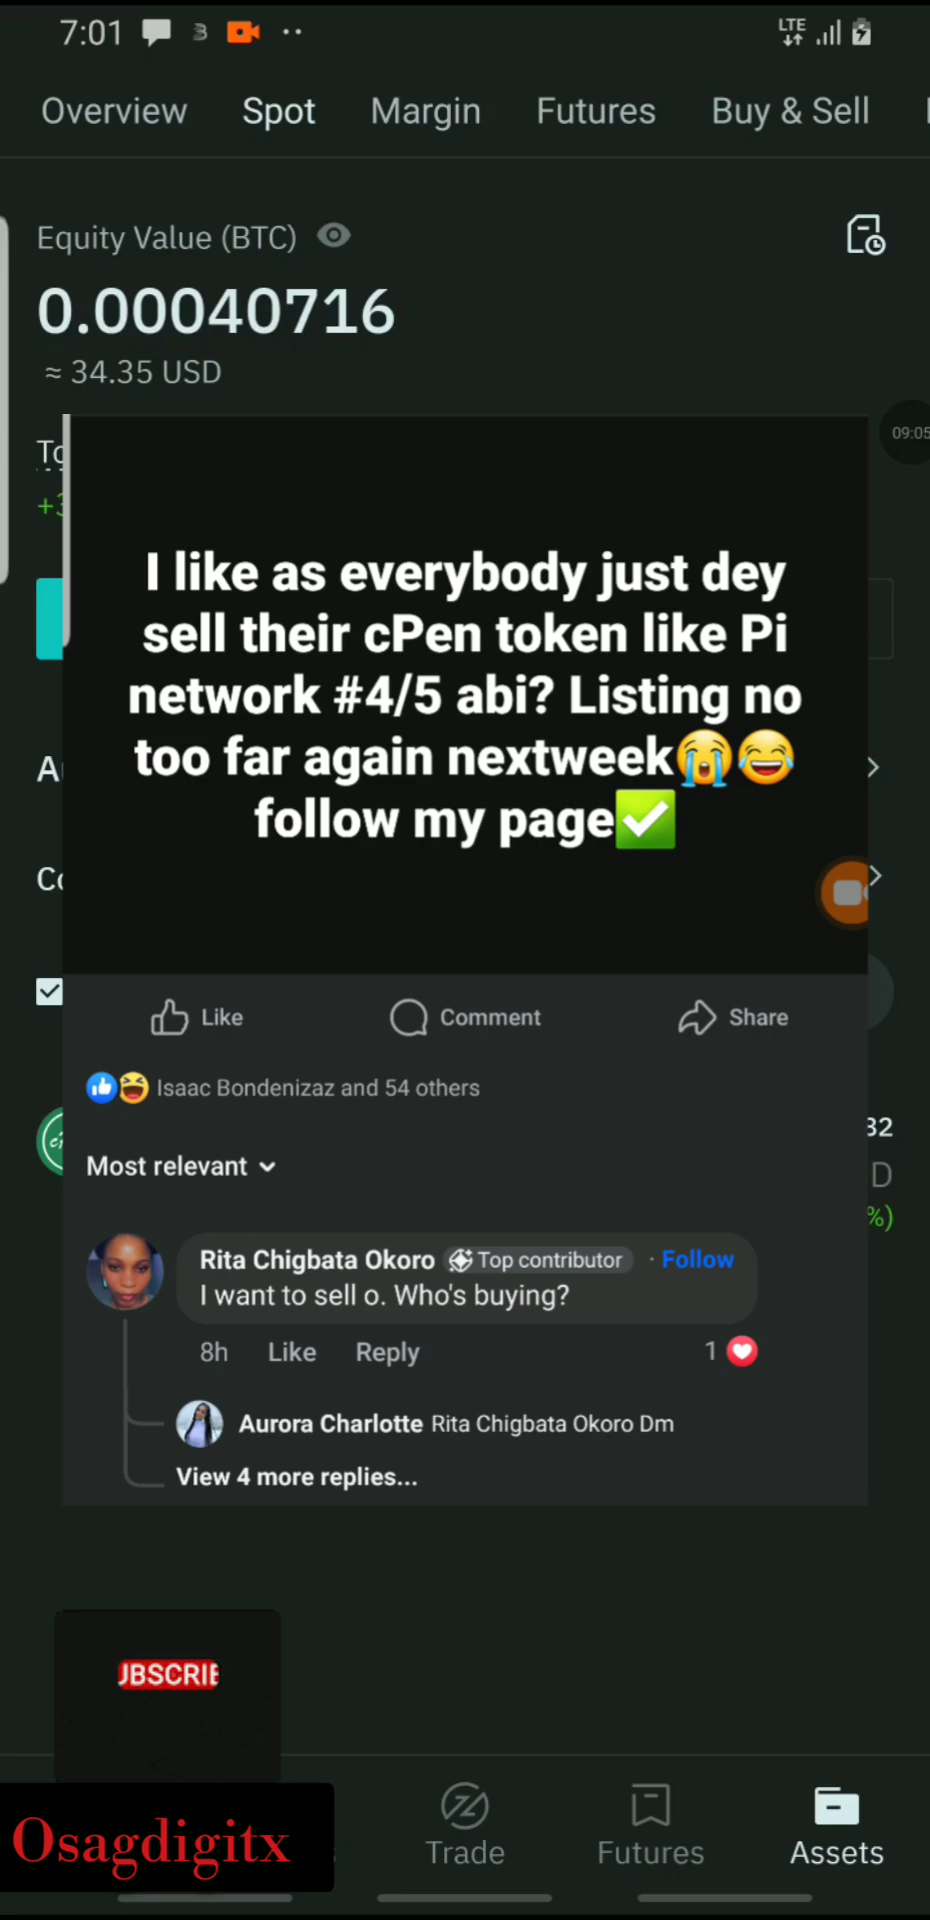 7:01
LTE
Overview Spot Margin Futures Buy & Sell
Equity Value (BTC)
0.00040716
≈ 34.35 USD
09:05
I like as everybody just dey
sell their cPen token like Pi
network #4/5 abi? Listing no
too far again nextweek😭😂
follow my page✅
Like Comment Share
Isaac Bondenizaz and 54 others
Most relevant
Rita Chigbata Okoro Top contributor · Follow
I want to sell o. Who's buying?
8h Like Reply 1
Aurora Charlotte Rita Chigbata Okoro Dm
View 4 more replies...
32
D
%)
UBSCRIE
Osagdigitx
Trade Futures Assets